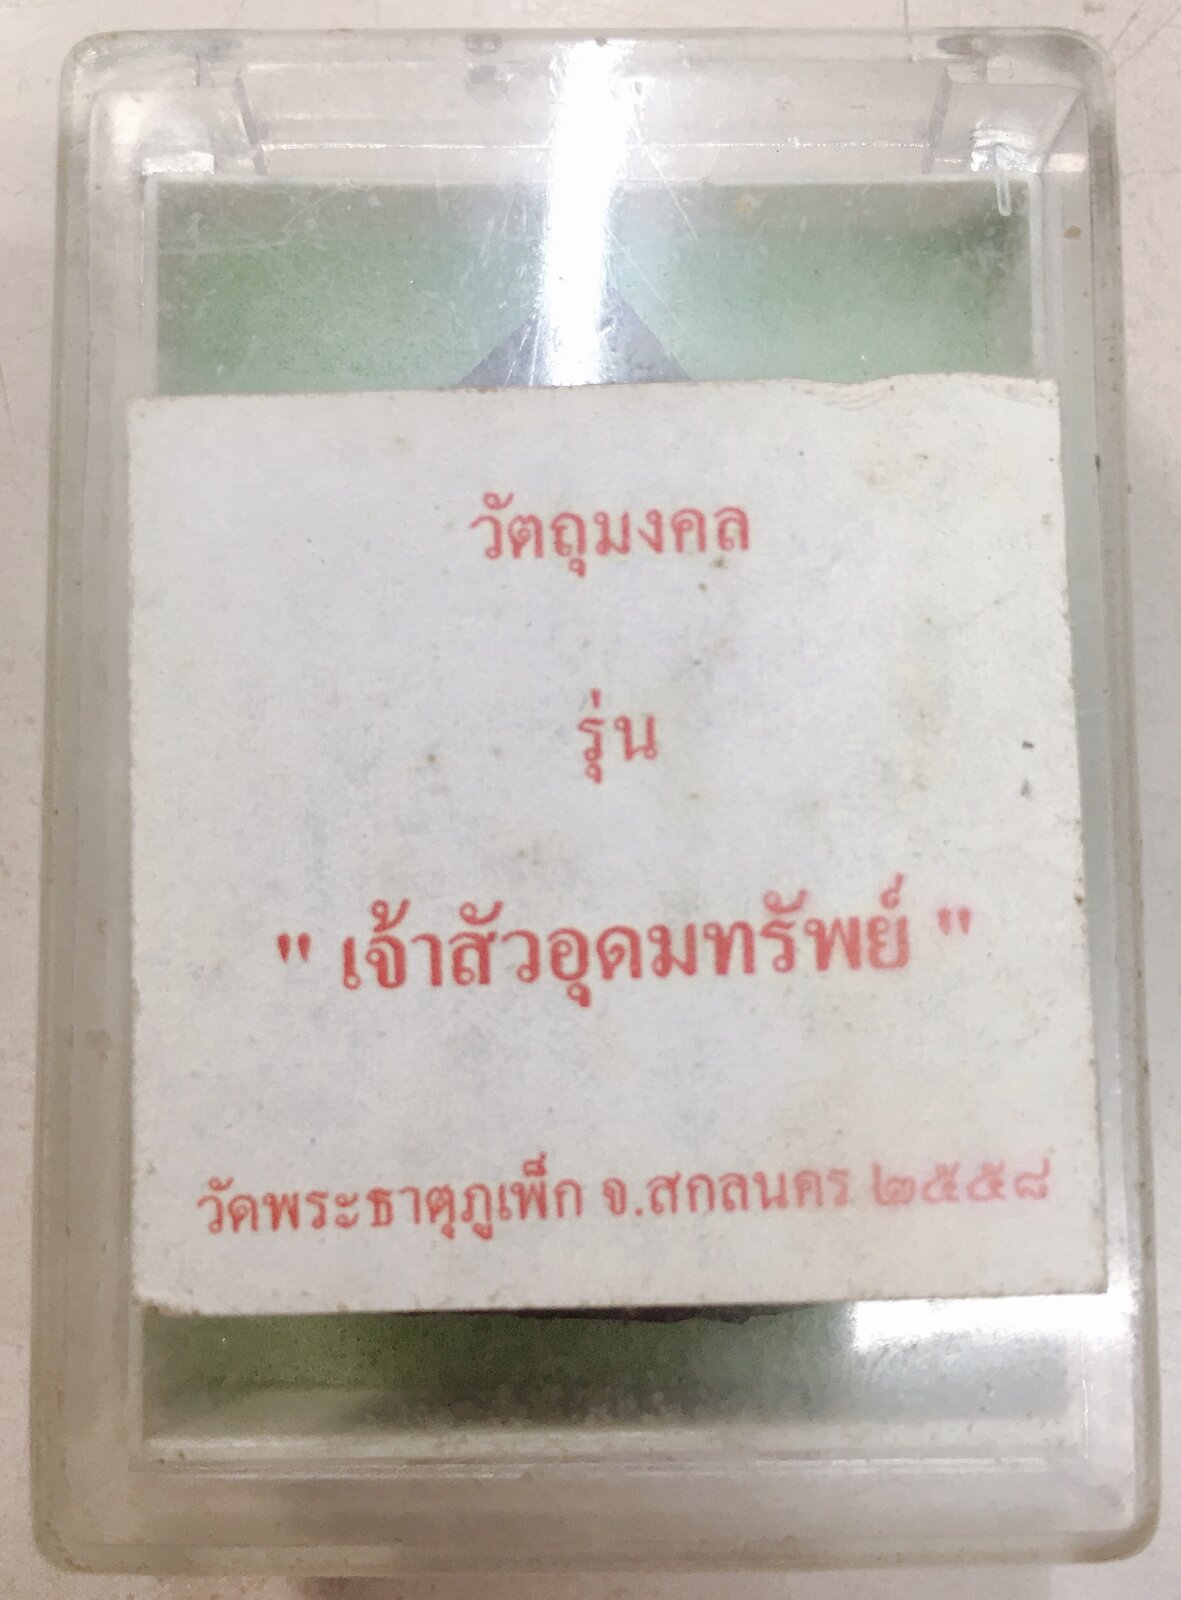 วัตถุมงคล
รุ่น
" เจ้าสัวอุดมทรัพย์ "
วัดพระธาตุภูเพ็ก จ.สกลนคร ๒๕๕๘